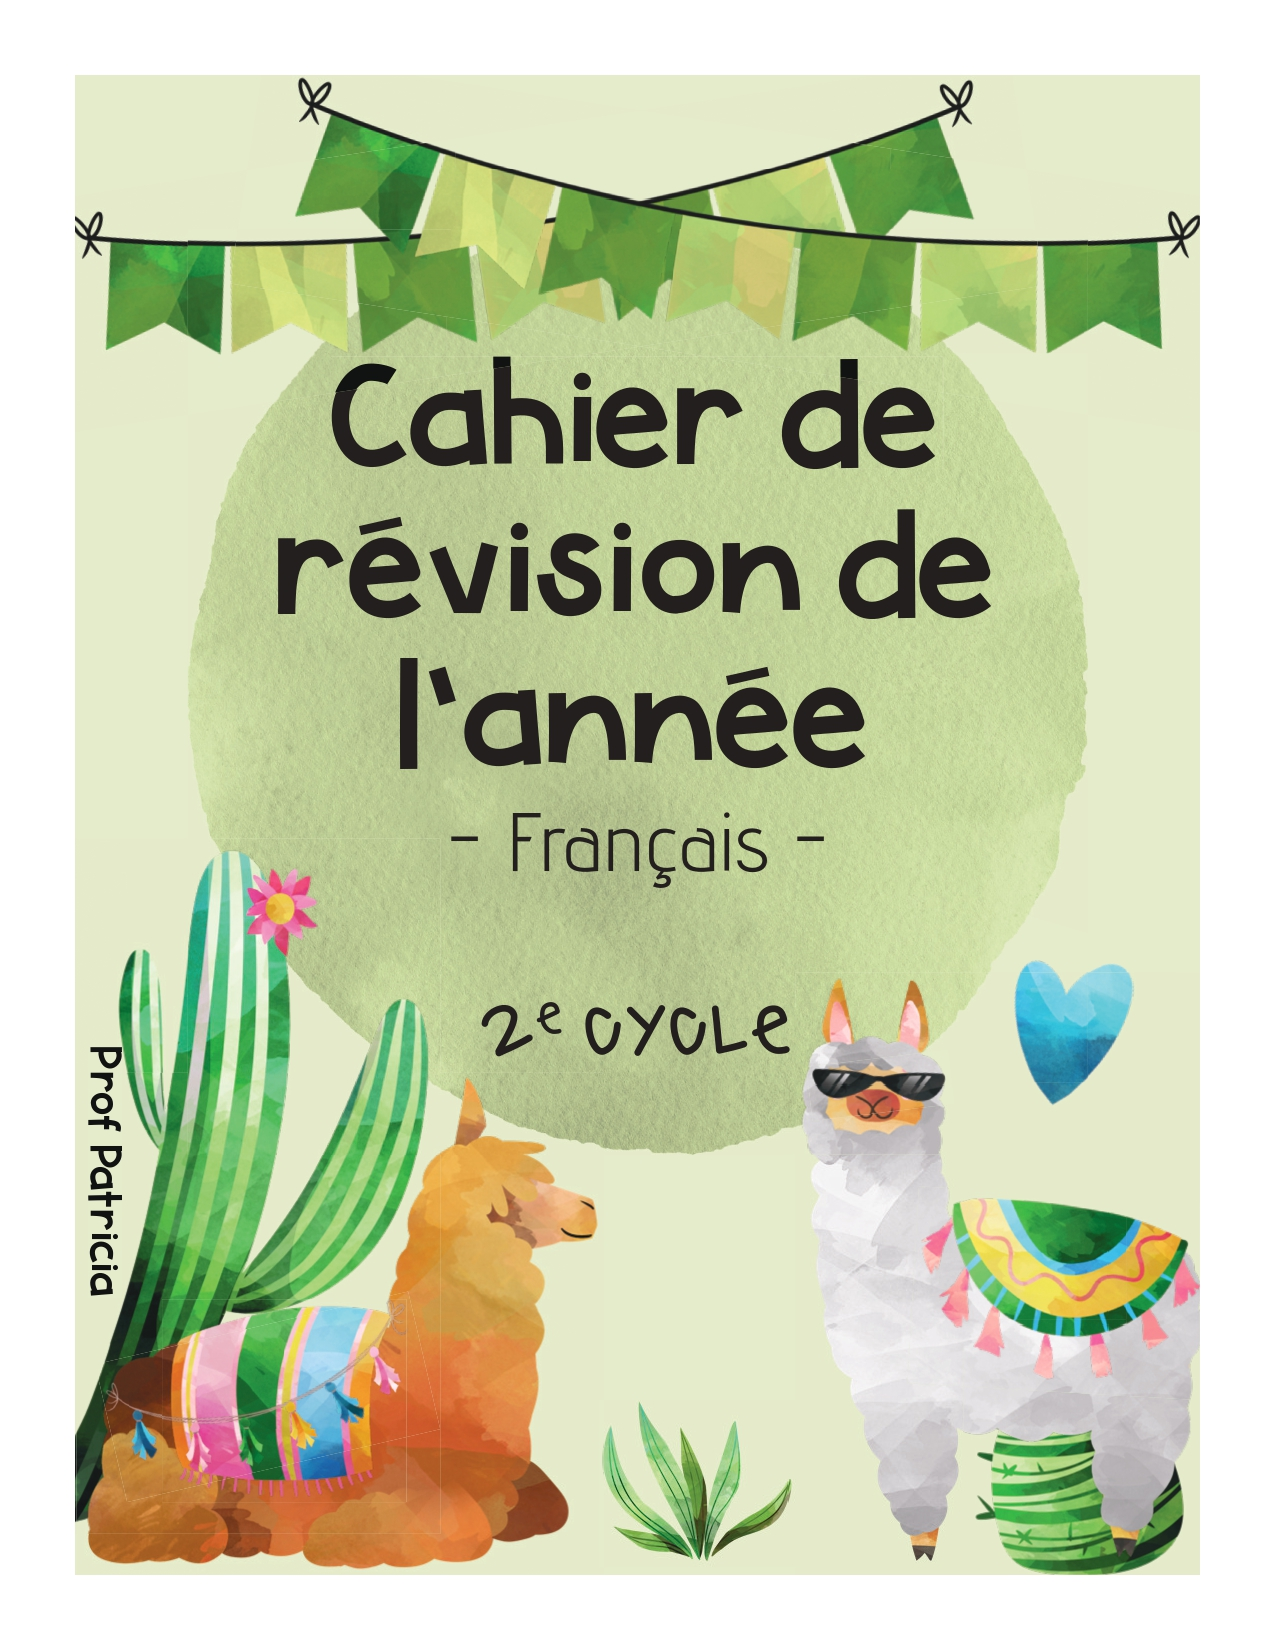 Cahier de
révision de
l'année
- Français -
2e CYCLE
Prof Patricia